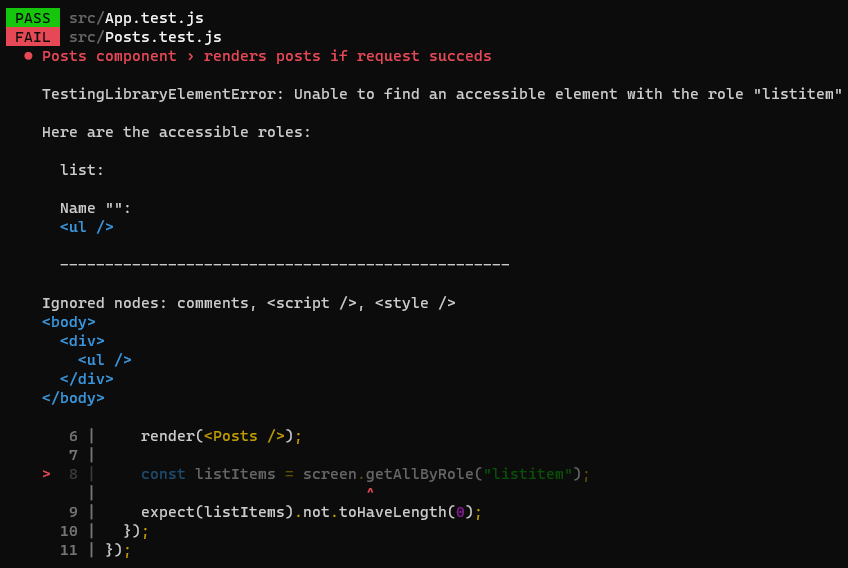 PASS src/App.test.js
FAIL src/Posts.test.js
● Posts component › renders posts if request succeds
TestingLibraryElementError: Unable to find an accessible element with the role "listitem"
Here are the accessible roles:
list:
Name "":
<ul />
--------------------------------------------------
Ignored nodes: comments, <script />, <style />
<body>
<div>
<ul />
</div>
</body>
6 | render(<Posts />);
7 |
> 8 | const listItems = screen.getAllByRole("listitem");
| ^
9 | expect(listItems).not.toHaveLength(0);
10 | });
11 | });